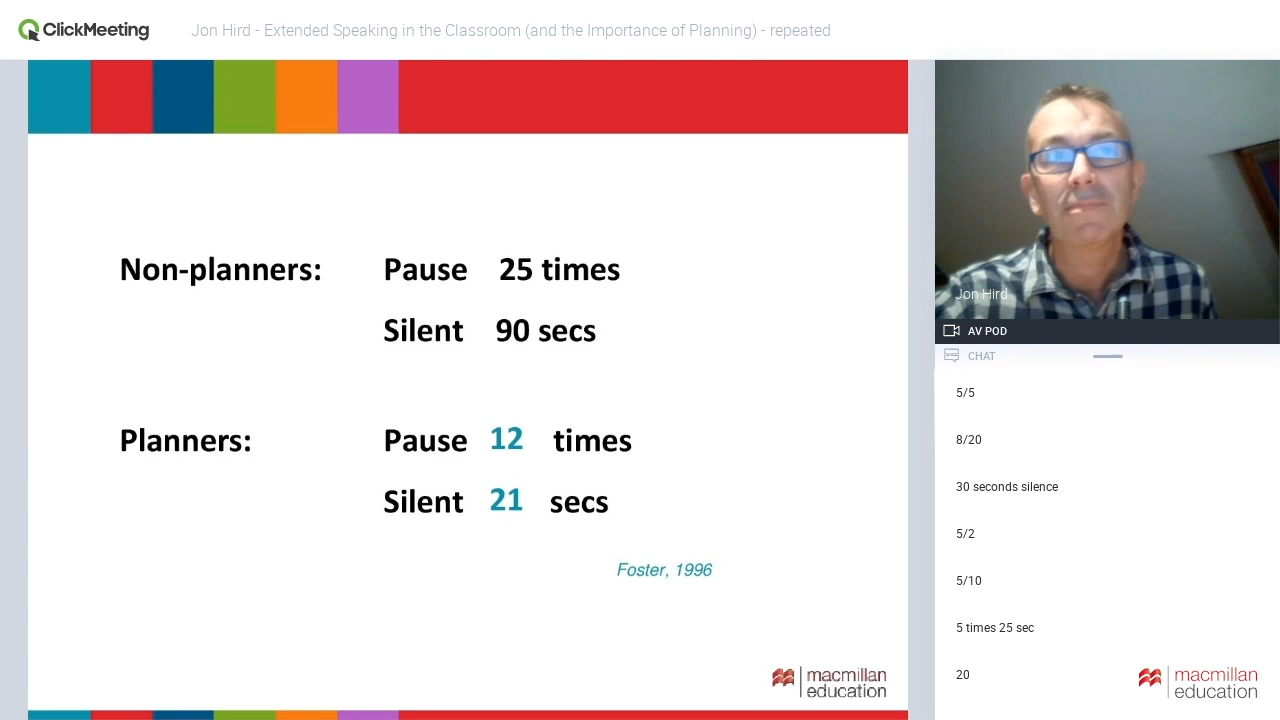 ClickMeeting
Jon Hird - Extended Speaking in the Classroom (and the Importance of Planning) - repeated
Non-planners: Pause 25 times
Silent 90 secs
Planners: Pause 12 times
Silent 21 secs
Foster, 1996
macmillan
education
Jon Hird
AV POD
CHAT
5/5
8/20
30 seconds silence
5/2
5/10
5 times 25 sec
20
macmillan
education